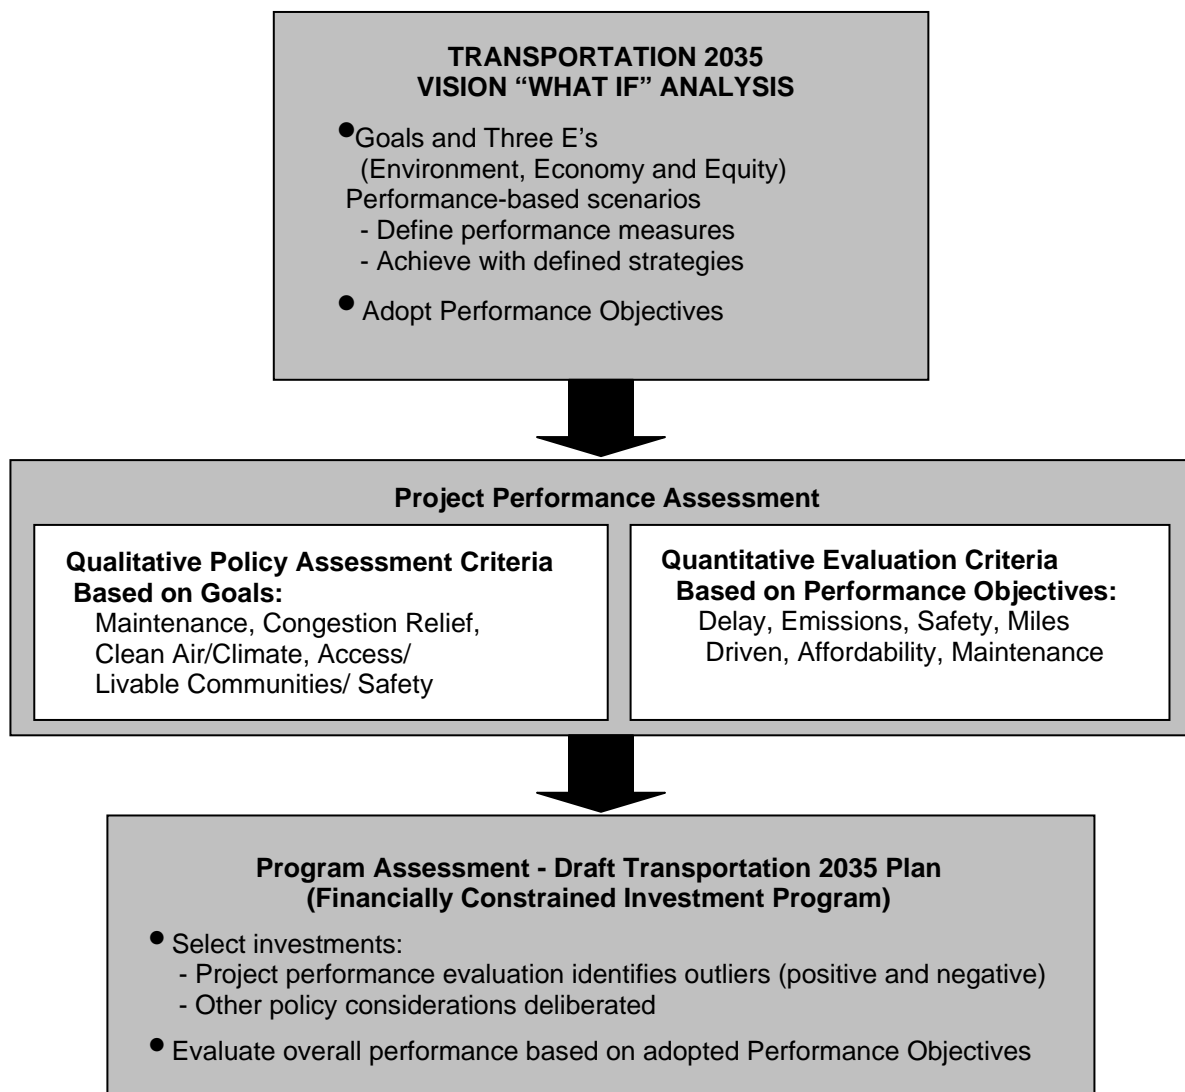 TRANSPORTATION 2035
VISION “WHAT IF” ANALYSIS
•Goals and Three E's
(Environment, Economy and Equity)
Performance-based scenarios
- Define performance measures
- Achieve with defined strategies
• Adopt Performance Objectives
Project Performance Assessment
Qualitative Policy Assessment Criteria
Based on Goals:
Maintenance, Congestion Relief,
Clean Air/Climate, Access/
Livable Communities/ Safety
Quantitative Evaluation Criteria
Based on Performance Objectives:
Delay, Emissions, Safety, Miles
Driven, Affordability, Maintenance
Program Assessment - Draft Transportation 2035 Plan
(Financially Constrained Investment Program)
• Select investments:
- Project performance evaluation identifies outliers (positive and negative)
- Other policy considerations deliberated
• Evaluate overall performance based on adopted Performance Objectives